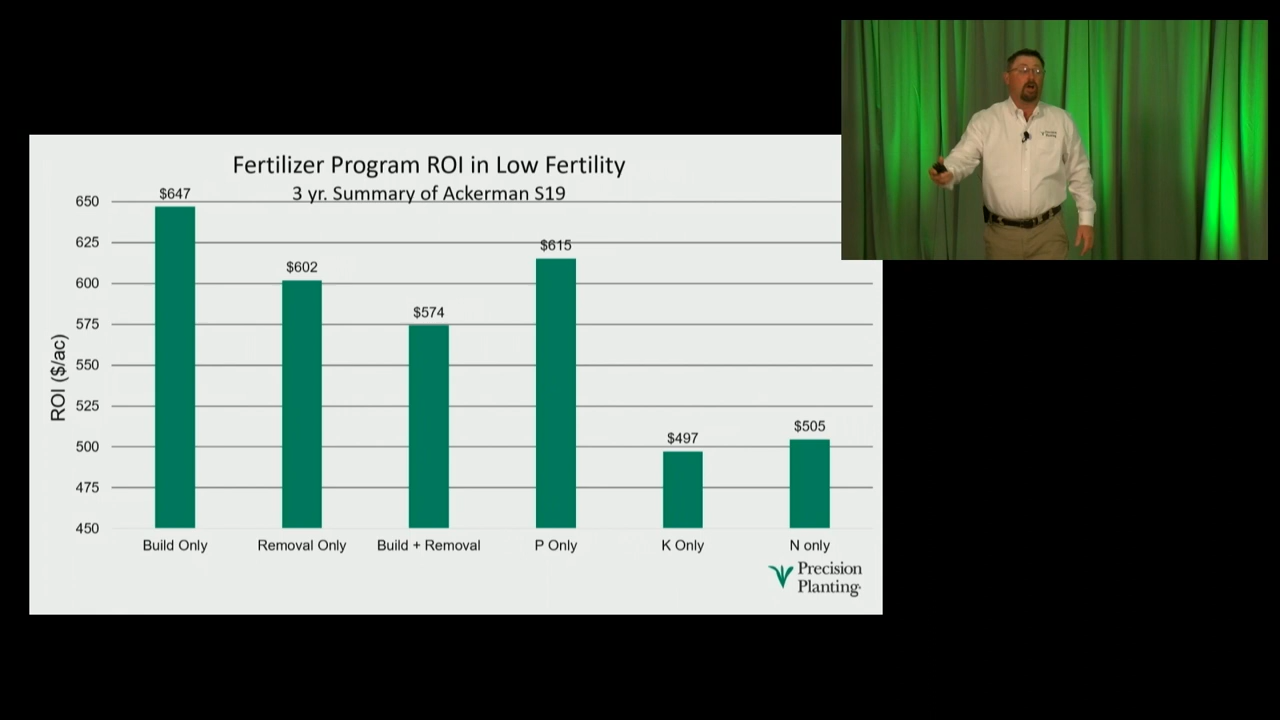 Fertilizer Program ROI in Low Fertility
3 yr. Summary of Ackerman S19
ROI ($/ac)
650
625
600
575
550
525
500
475
450
$647
$602
$574
$615
$497
$505
Build Only
Removal Only
Build + Removal
P Only
K Only
N only
Precision
Planting
Precision
Planting